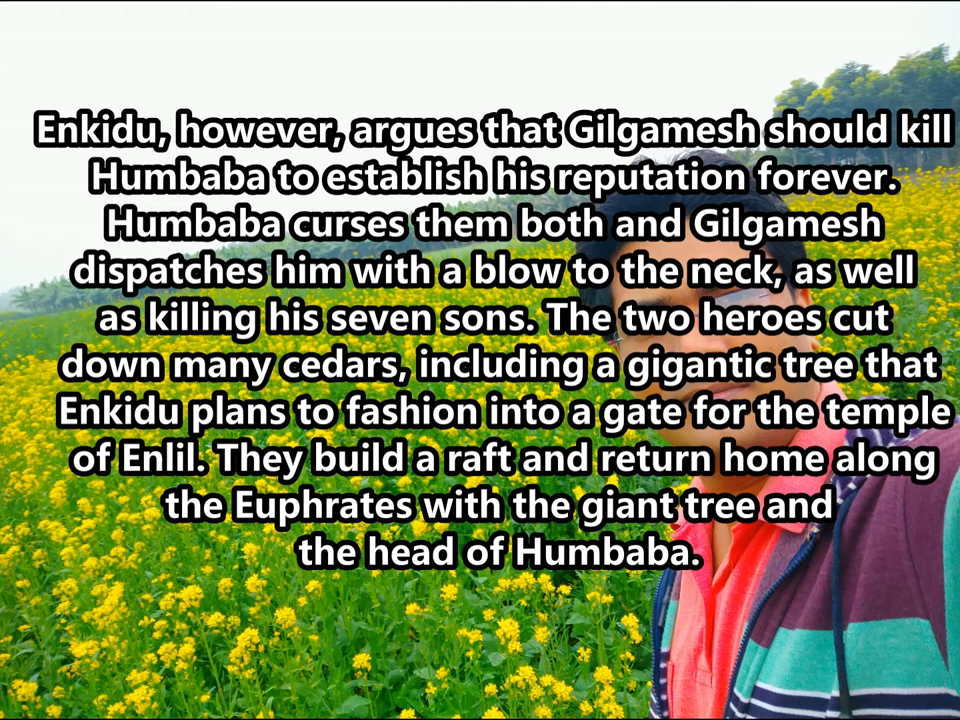 Enkidu, however, argues that Gilgamesh should kill
Humbaba to establish his reputation forever.
Humbaba curses them both and Gilgamesh
dispatches him with a blow to the neck, as well
as killing his seven sons. The two heroes cut
down many cedars, including a gigantic tree that
Enkidu plans to fashion into a gate for the temple
of Enlil. They build a raft and return home along
the Euphrates with the giant tree and
the head of Humbaba.